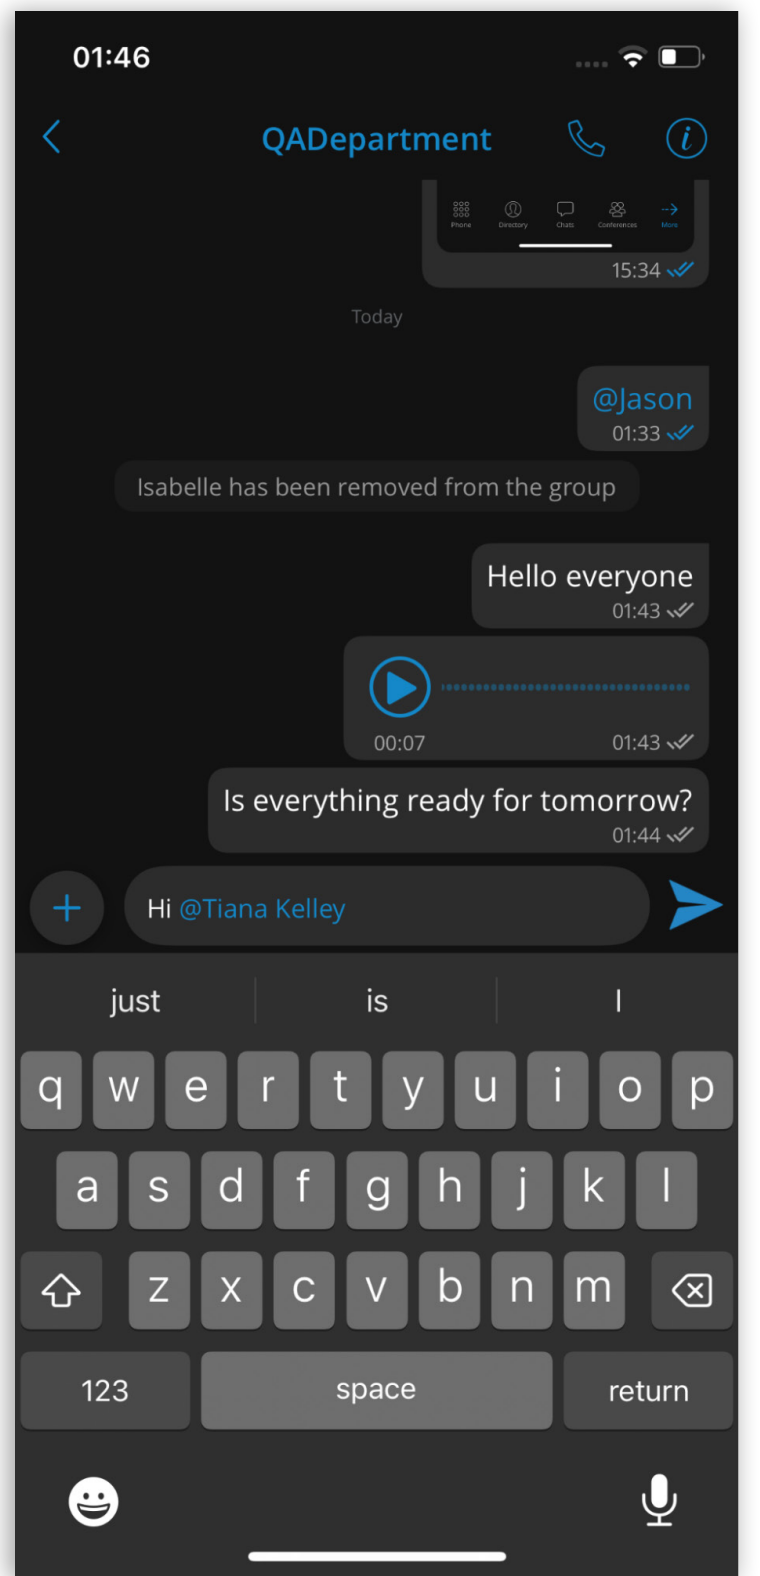 01:46
QADepartment
Phone Directory Chats Conferences More
15:34
Today
@Jason
01:33
Isabelle has been removed from the group
Hello everyone
01:43
00:07 01:43
Is everything ready for tomorrow?
01:44
Hi @Tiana Kelley
just is I
q w e r t y u i o p
a s d f g h j k l
z x c v b n m
123 space return